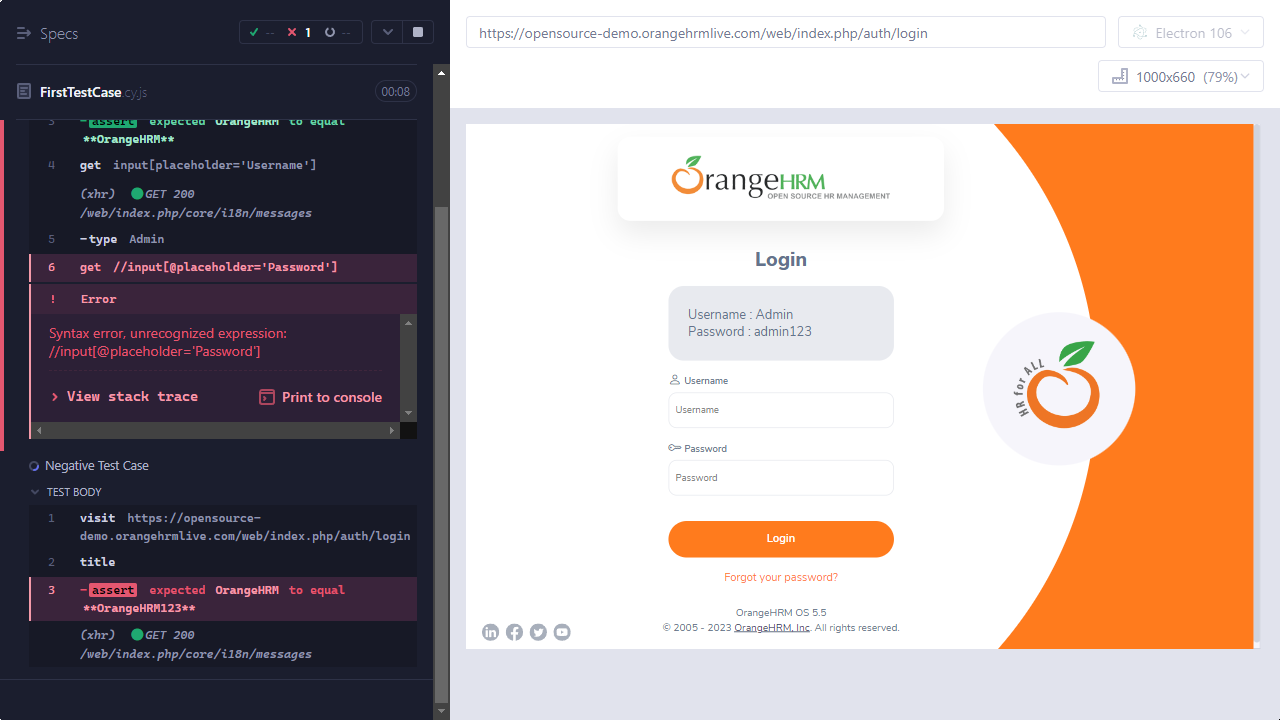 Specs
-- 1 --
FirstTestCase.cy.js 00:08
3 -assert expected OrangeHRM to equal
**OrangeHRM**
4 get input[placeholder='Username']
(xhr) GET 200
/web/index.php/core/i18n/messages
5 -type Admin
6 get //input[@placeholder='Password']
! Error
Syntax error, unrecognized expression:
//input[@placeholder='Password']
> View stack trace Print to console
Negative Test Case
TEST BODY
1 visit https://opensource-
demo.orangehrmlive.com/web/index.php/auth/login
2 title
3 -assert expected OrangeHRM to equal
**OrangeHRM123**
(xhr) GET 200
/web/index.php/core/i18n/messages
https://opensource-demo.orangehrmlive.com/web/index.php/auth/login
Electron 106
1000x660 (79%)
OrangeHRM
OPEN SOURCE HR MANAGEMENT
Login
Username : Admin
Password : admin123
Username
Username
Password
Password
Login
Forgot your password?
OrangeHRM OS 5.5
© 2005 - 2023 OrangeHRM, Inc. All rights reserved.
HR for ALL